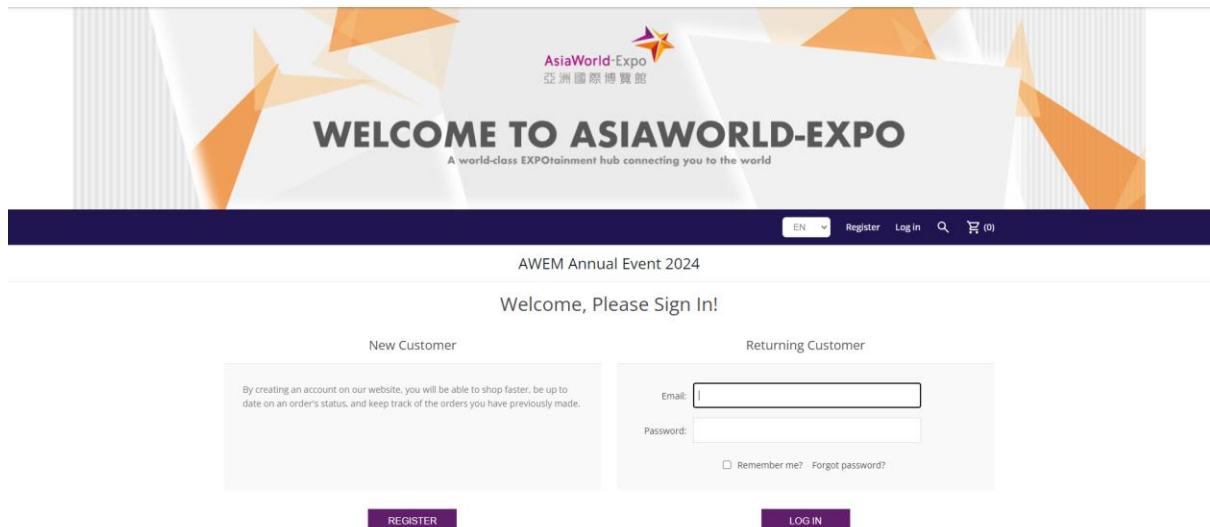 AsiaWorld-Expo
亞洲國際博覽館
WELCOME TO ASIAWORLD-EXPO
A world-class EXPOtainment hub connecting you to the world
EN Register Log in (0)
AWEM Annual Event 2024
Welcome, Please Sign In!
New Customer
By creating an account on our website, you will be able to shop faster, be up to
date on an order's status, and keep track of the orders you have previously made.
REGISTER
Returning Customer
Email:
Password:
Remember me? Forgot password?
LOG IN